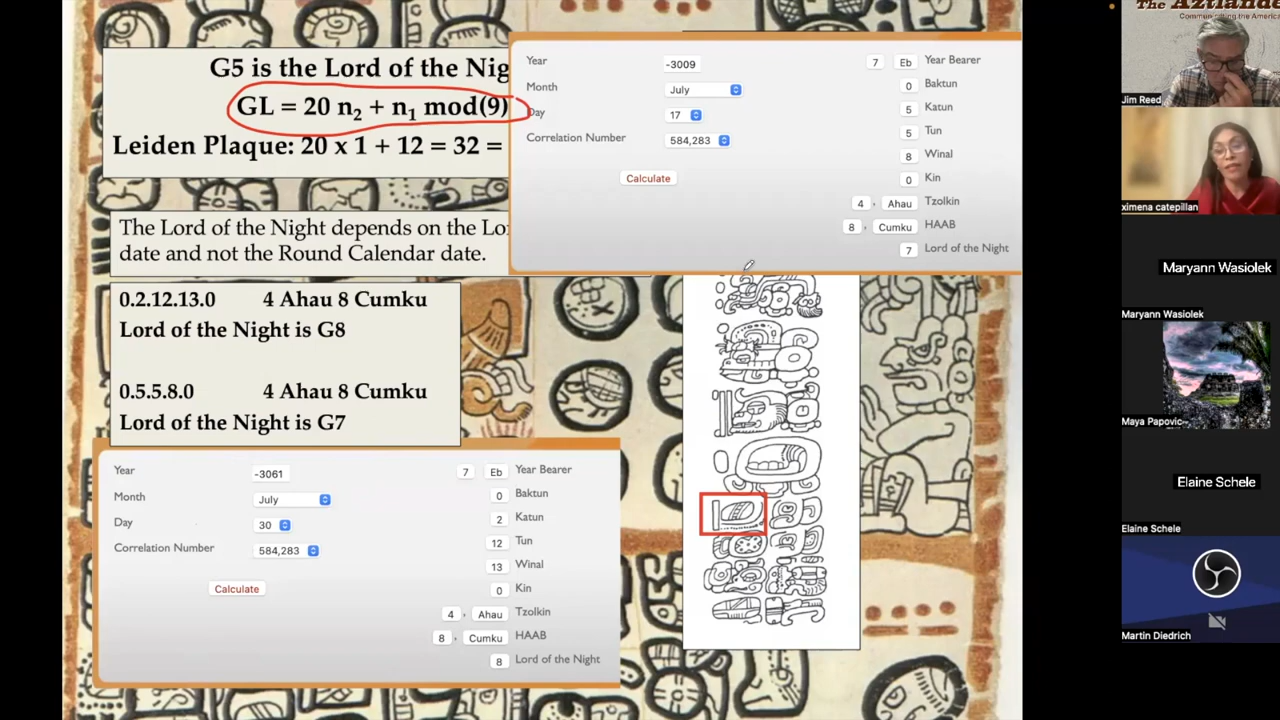 G5 is the Lord of the Nig
GL = 20 n2 + n1 mod(9)
Leiden Plaque: 20 x 1 + 12 = 32 =
The Lord of the Night depends on the Lo
date and not the Round Calendar date.
0.2.12.13.0 4 Ahau 8 Cumku
Lord of the Night is G8
0.5.5.8.0 4 Ahau 8 Cumku
Lord of the Night is G7
Year -3009 7 Eb Year Bearer
Month July 0 Baktun
Day 17 5 Katun
Correlation Number 584,283 5 Tun
8 Winal
Calculate 0 Kin
4 , Ahau Tzolkin
8 , Cumku HAAB
7 Lord of the Night
Year -3061 7 Eb Year Bearer
Month July 0 Baktun
Day 30 2 Katun
Correlation Number 584,283 12 Tun
13 Winal
Calculate 0 Kin
4 , Ahau Tzolkin
8 , Cumku HAAB
8 Lord of the Night
The Aztlande
Jim Reed
ximena catepillan
Maryann Wasiolek
Maryann Wasiolek
Maya Papovic
Elaine Schele
Elaine Schele
Martin Diedrich